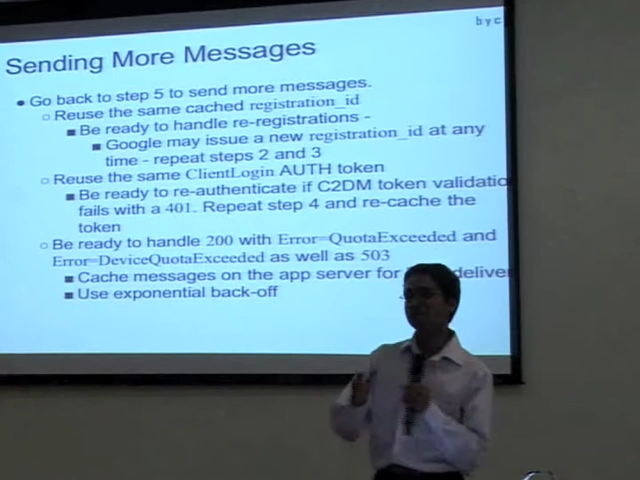 byc
Sending More Messages
● Go back to step 5 to send more messages.
○ Reuse the same cached registration_id
■ Be ready to handle re-registrations -
■ Google may issue a new registration_id at any
time - repeat steps 2 and 3
○ Reuse the same ClientLogin AUTH token
■ Be ready to re-authenticate if C2DM token validatio
fails with a 401. Repeat step 4 and re-cache the
token
○ Be ready to handle 200 with Error=QuotaExceeded and
Error=DeviceQuotaExceeded as well as 503
■ Cache messages on the app server for deliver
■ Use exponential back-off